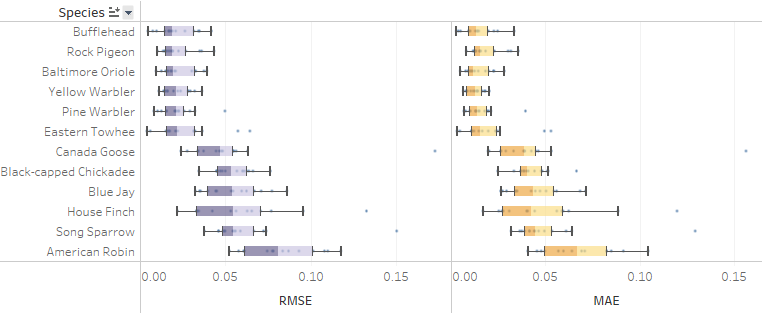 Species
Bufflehead
Rock Pigeon
Baltimore Oriole
Yellow Warbler
Pine Warbler
Eastern Towhee
Canada Goose
Black-capped Chickadee
Blue Jay
House Finch
Song Sparrow
American Robin
0.00 0.05 0.10 0.15 0.00 0.05 0.10 0.15
RMSE MAE